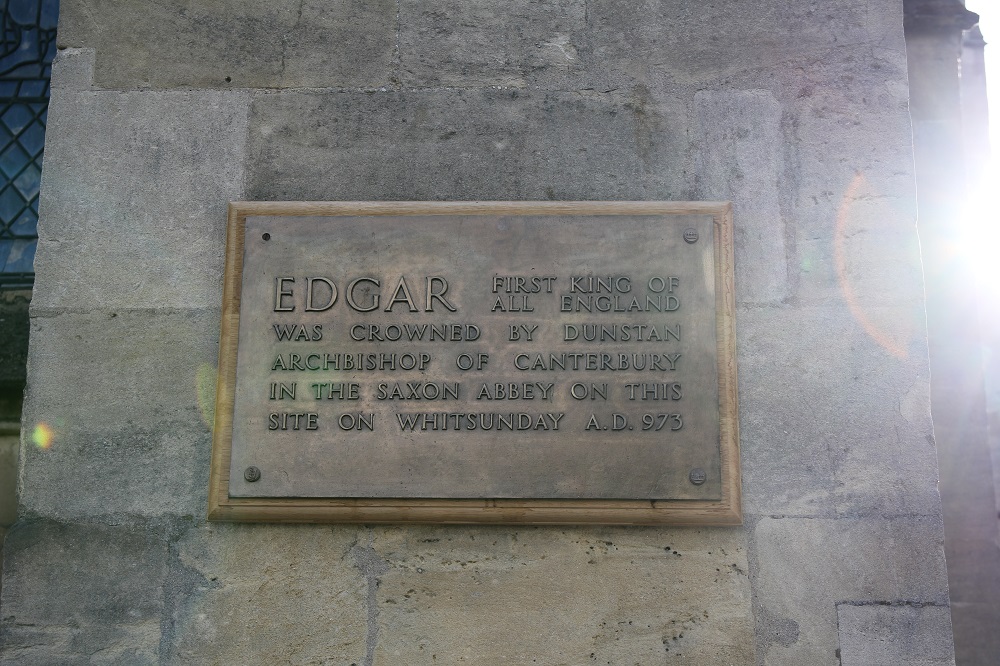 EDGAR FIRST KING OF
ALL ENGLAND
WAS CROWNED BY DUNSTAN
ARCHBISHOP OF CANTERBURY
IN THE SAXON ABBEY ON THIS
SITE ON WHITSUNDAY A.D. 973